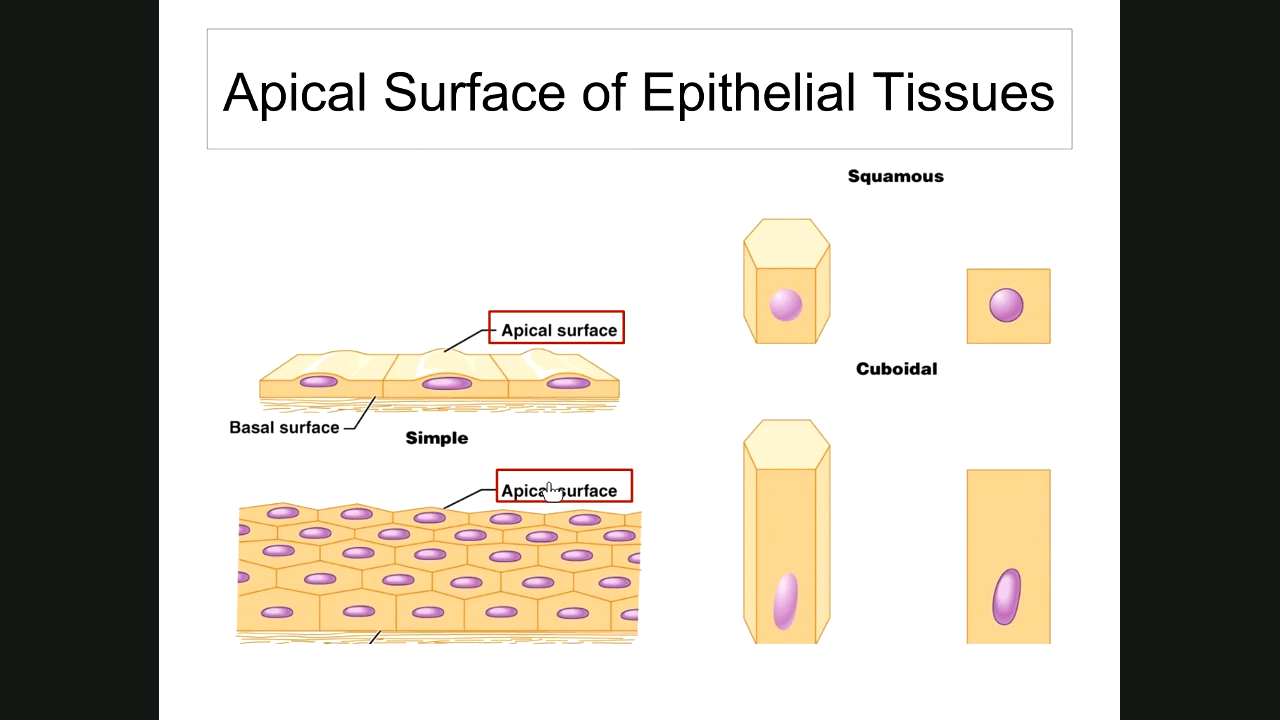 Apical Surface of Epithelial Tissues
Squamous
Apical surface
Basal surface
Simple
Cuboidal
Apical surface